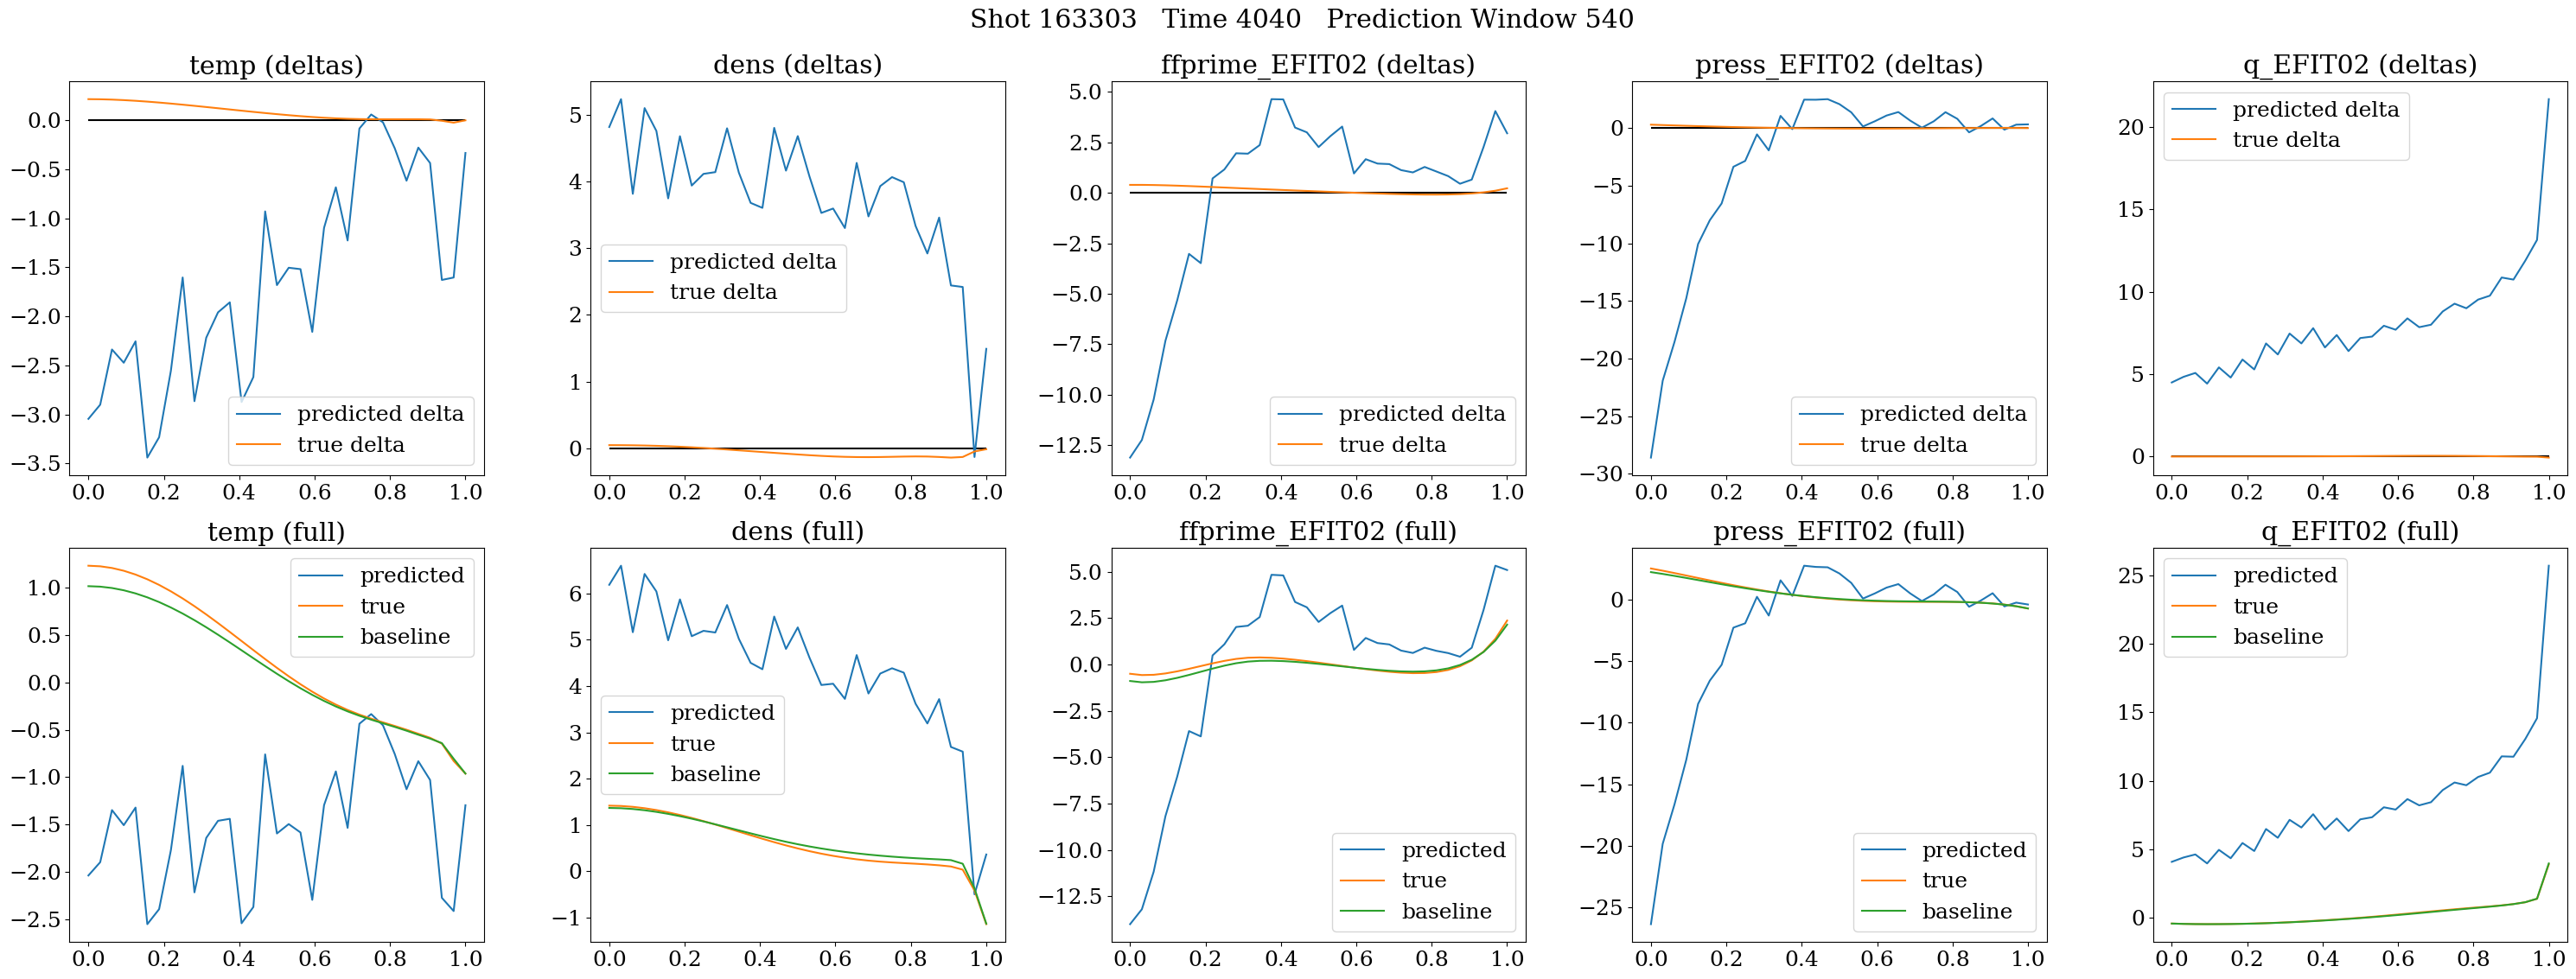 Shot 163303   Time 4040   Prediction Window 540
temp (deltas)
0.0
−0.5
−1.0
−1.5
−2.0
−2.5
−3.0
−3.5
predicted delta
true delta
0.0 0.2 0.4 0.6 0.8 1.0
dens (deltas)
5
4
3
2
1
0
predicted delta
true delta
0.0 0.2 0.4 0.6 0.8 1.0
ffprime_EFIT02 (deltas)
5.0
2.5
0.0
−2.5
−5.0
−7.5
−10.0
−12.5
predicted delta
true delta
0.0 0.2 0.4 0.6 0.8 1.0
press_EFIT02 (deltas)
0
−5
−10
−15
−20
−25
−30
predicted delta
true delta
0.0 0.2 0.4 0.6 0.8 1.0
q_EFIT02 (deltas)
20
15
10
5
0
predicted delta
true delta
0.0 0.2 0.4 0.6 0.8 1.0
temp (full)
1.0
0.5
0.0
−0.5
−1.0
−1.5
−2.0
−2.5
predicted
true
baseline
0.0 0.2 0.4 0.6 0.8 1.0
dens (full)
6
5
4
3
2
1
0
−1
predicted
true
baseline
0.0 0.2 0.4 0.6 0.8 1.0
ffprime_EFIT02 (full)
5.0
2.5
0.0
−2.5
−5.0
−7.5
−10.0
−12.5
predicted
true
baseline
0.0 0.2 0.4 0.6 0.8 1.0
press_EFIT02 (full)
0
−5
−10
−15
−20
−25
predicted
true
baseline
0.0 0.2 0.4 0.6 0.8 1.0
q_EFIT02 (full)
25
20
15
10
5
0
predicted
true
baseline
0.0 0.2 0.4 0.6 0.8 1.0